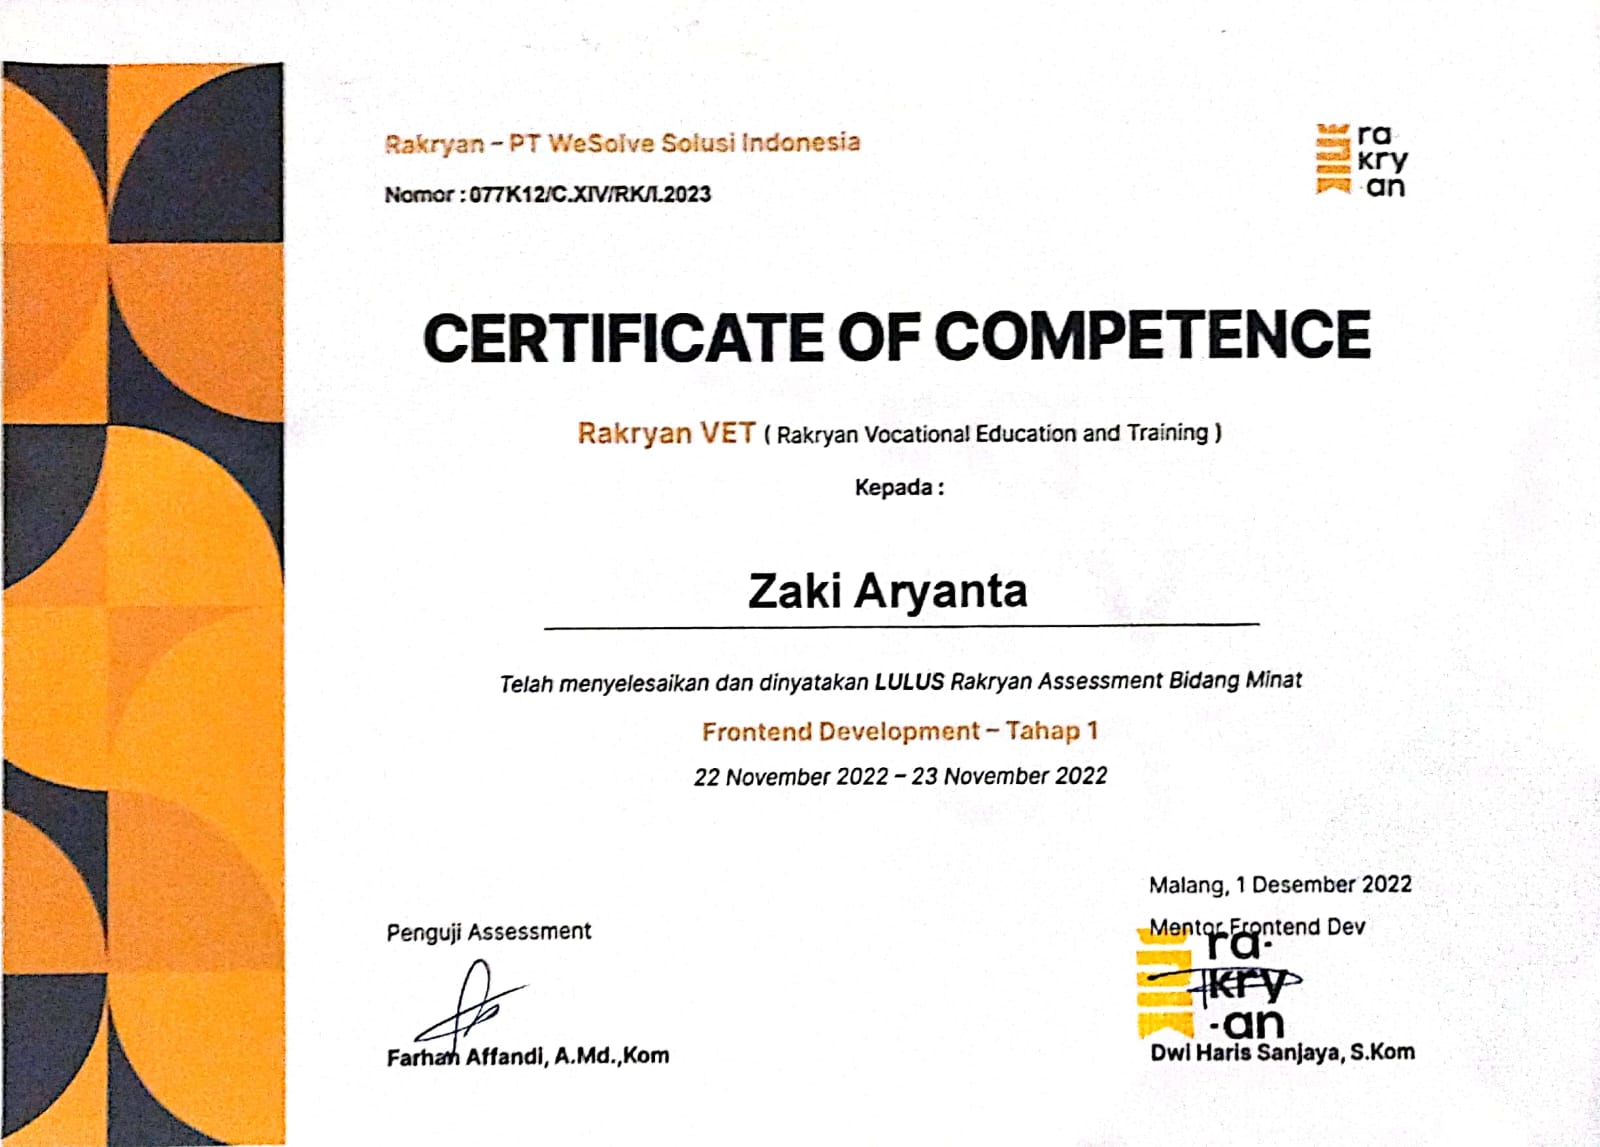 Rakryan – PT WeSolve Solusi Indonesia
Nomor : 077K12/C.XIV/RK/I.2023
ra
kry
·an
CERTIFICATE OF COMPETENCE
Rakryan VET ( Rakryan Vocational Education and Training )
Kepada :
Zaki Aryanta
Telah menyelesaikan dan dinyatakan LULUS Rakryan Assessment Bidang Minat
Frontend Development – Tahap 1
22 November 2022 – 23 November 2022
Malang, 1 Desember 2022
Penguji Assessment
Mentor Frontend Dev
ra·
kry
·an
Farhan Affandi, A.Md.,Kom
Dwi Haris Sanjaya, S.Kom